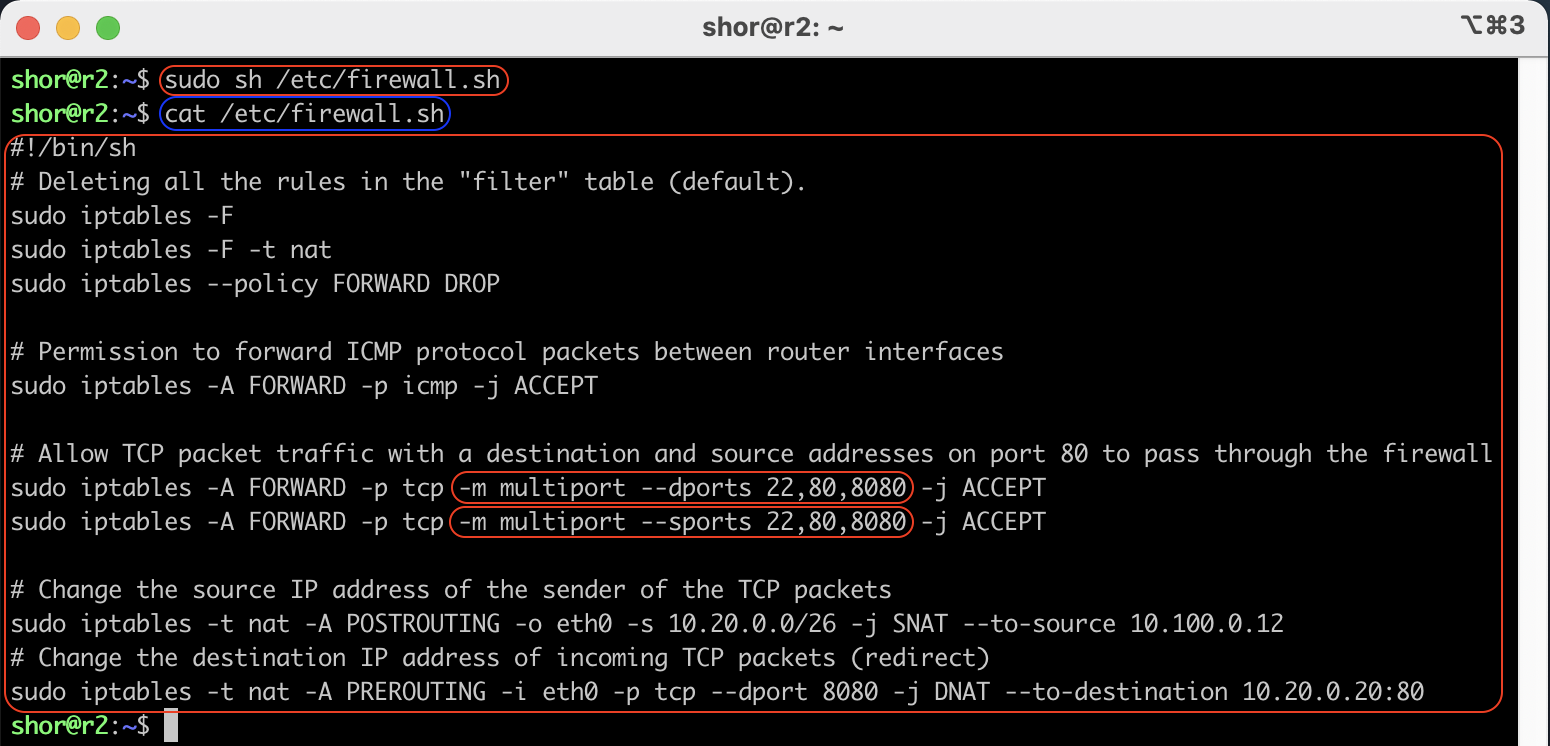 shor@r2: ~
⌥⌘3
shor@r2:~$ sudo sh /etc/firewall.sh
shor@r2:~$ cat /etc/firewall.sh
#!/bin/sh
# Deleting all the rules in the "filter" table (default).
sudo iptables -F
sudo iptables -F -t nat
sudo iptables --policy FORWARD DROP
# Permission to forward ICMP protocol packets between router interfaces
sudo iptables -A FORWARD -p icmp -j ACCEPT
# Allow TCP packet traffic with a destination and source addresses on port 80 to pass through the firewall
sudo iptables -A FORWARD -p tcp -m multiport --dports 22,80,8080 -j ACCEPT
sudo iptables -A FORWARD -p tcp -m multiport --sports 22,80,8080 -j ACCEPT
# Change the source IP address of the sender of the TCP packets
sudo iptables -t nat -A POSTROUTING -o eth0 -s 10.20.0.0/26 -j SNAT --to-source 10.100.0.12
# Change the destination IP address of incoming TCP packets (redirect)
sudo iptables -t nat -A PREROUTING -i eth0 -p tcp --dport 8080 -j DNAT --to-destination 10.20.0.20:80
shor@r2:~$